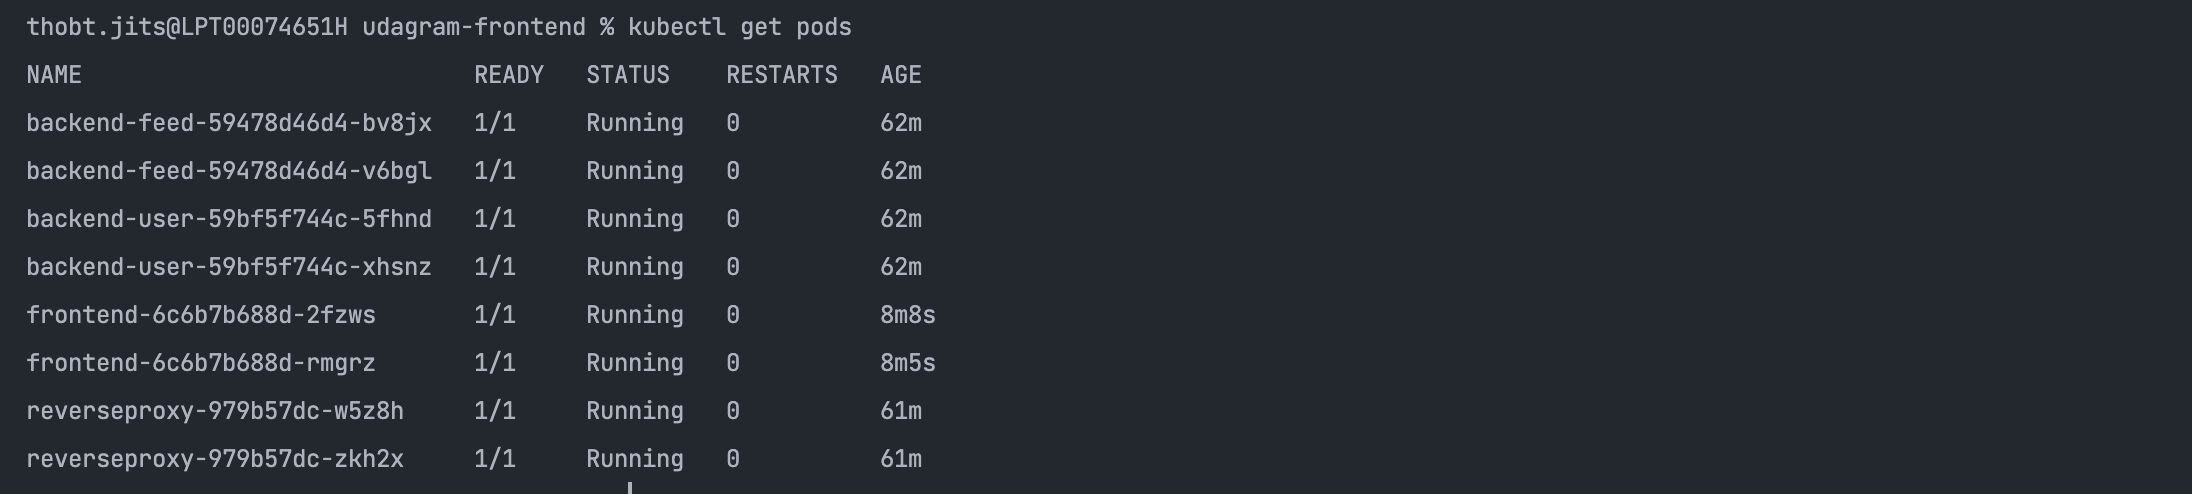 thobt.jits@LPT00074651H udagram-frontend % kubectl get pods
NAME                            READY   STATUS    RESTARTS   AGE
backend-feed-59478d46d4-bv8jx   1/1     Running   0          62m
backend-feed-59478d46d4-v6bgl   1/1     Running   0          62m
backend-user-59bf5f744c-5fhnd   1/1     Running   0          62m
backend-user-59bf5f744c-xhsnz   1/1     Running   0          62m
frontend-6c6b7b688d-2fzws       1/1     Running   0          8m8s
frontend-6c6b7b688d-rmgrz       1/1     Running   0          8m5s
reverseproxy-979b57dc-w5z8h     1/1     Running   0          61m
reverseproxy-979b57dc-zkh2x     1/1     Running   0          61m